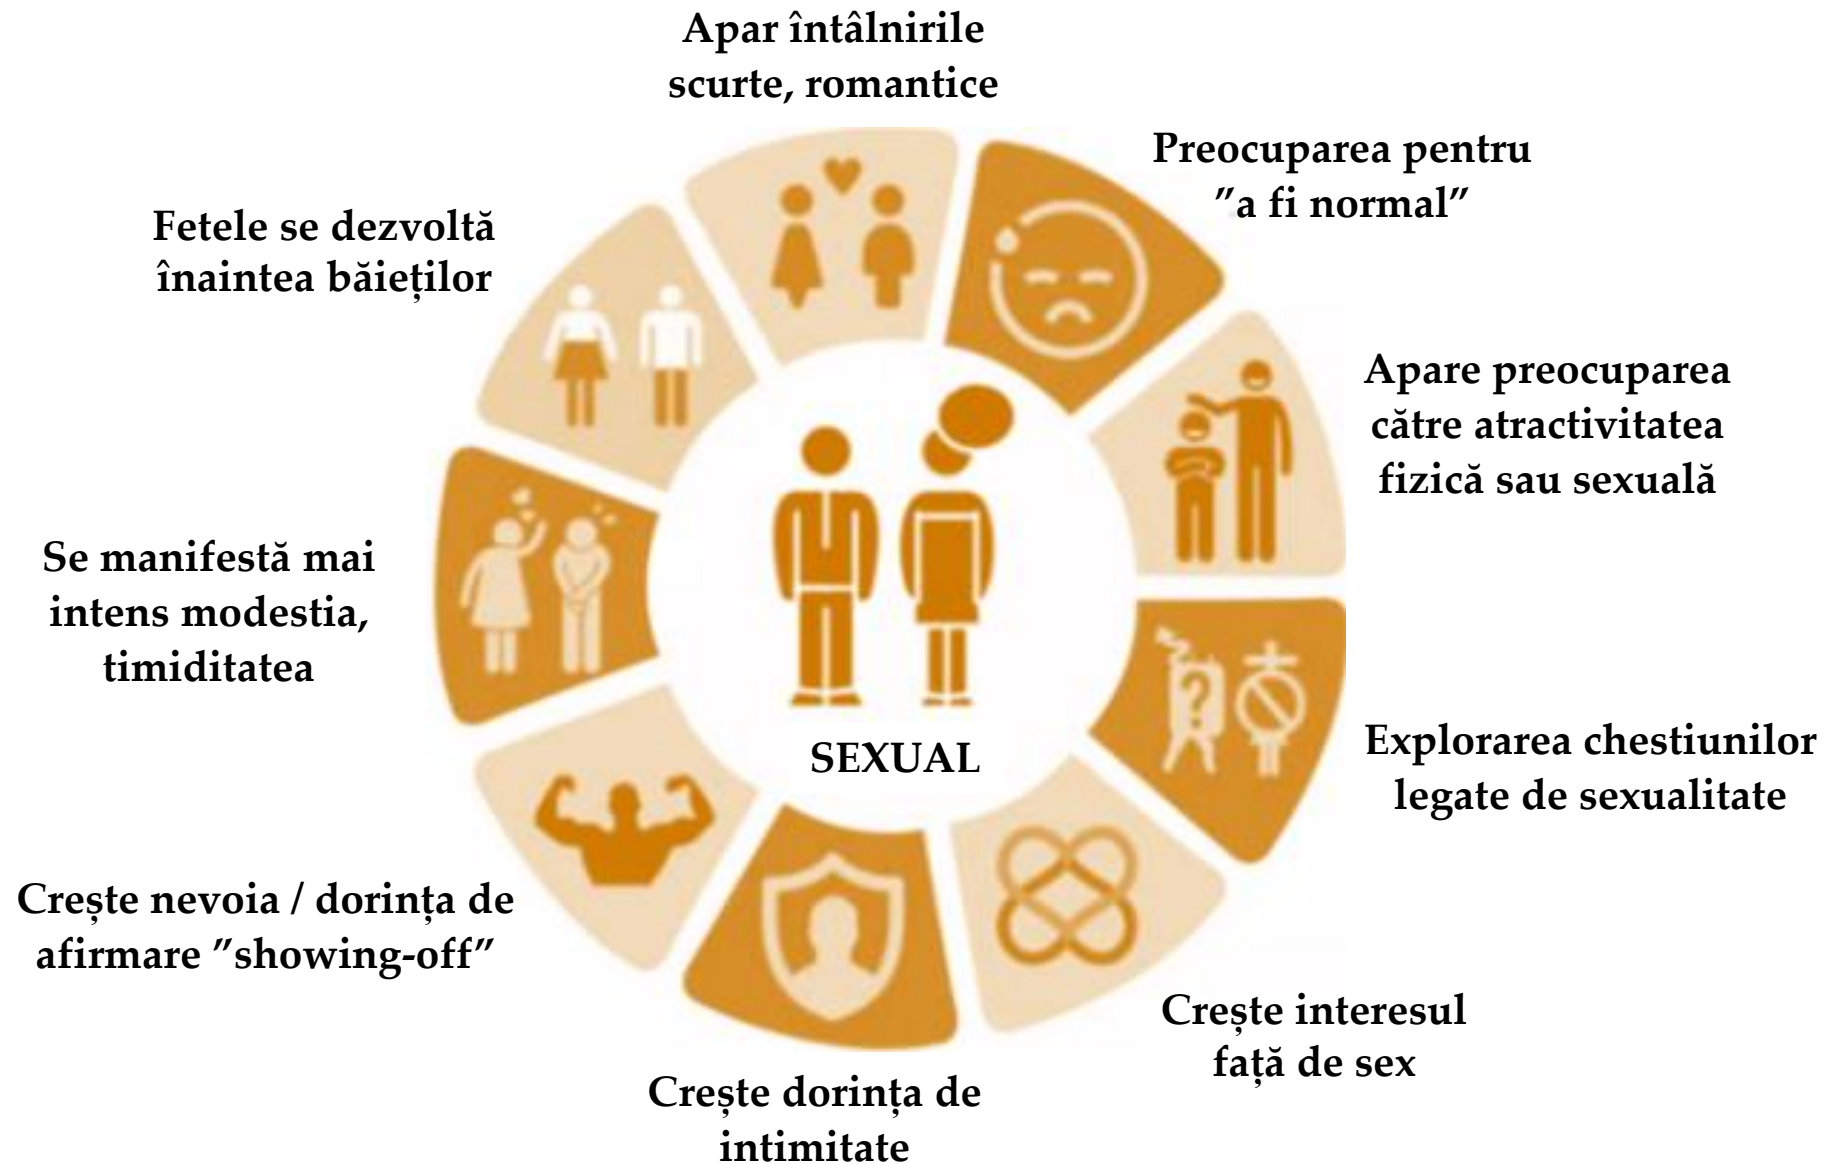 Apar întâlnirile
scurte, romantice
Preocuparea pentru
”a fi normal”
Apare preocuparea
către atractivitatea
fizică sau sexuală
Explorarea chestiunilor
legate de sexualitate
Crește interesul
față de sex
Crește dorința de
intimitate
Crește nevoia / dorința de
afirmare ”showing-off”
Se manifestă mai
intens modestia,
timiditatea
Fetele se dezvoltă
înaintea băieților
SEXUAL
?